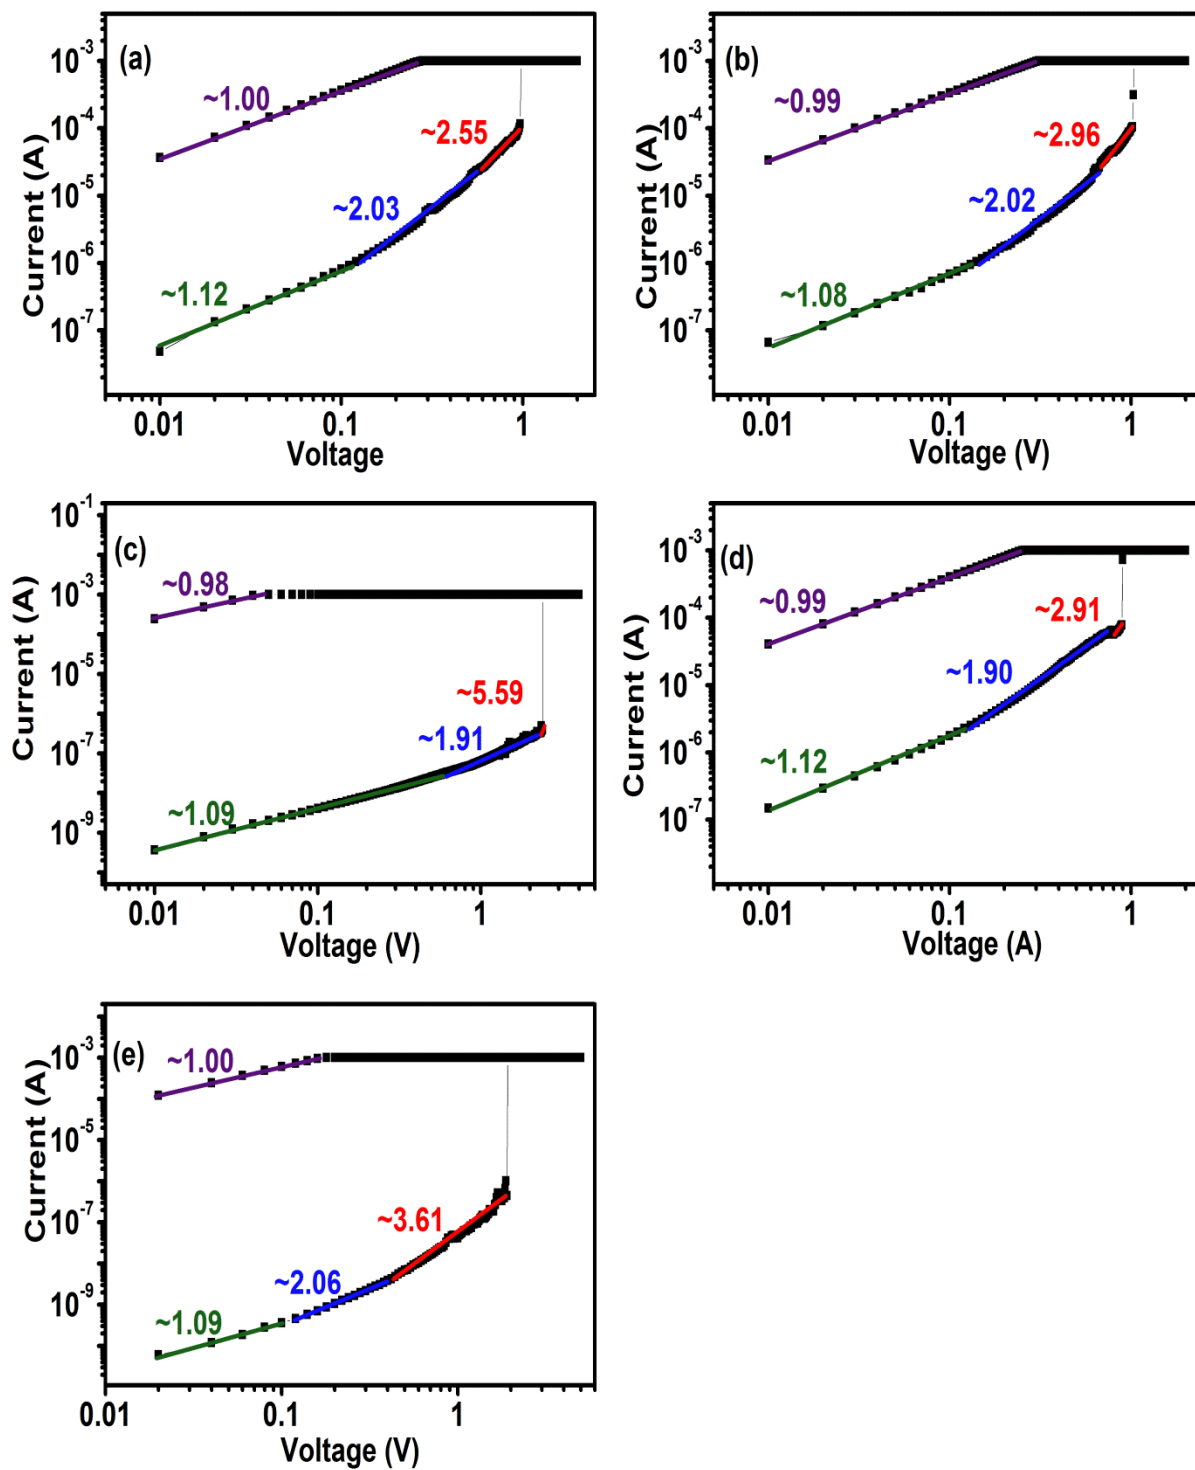 (a)
10^-3
10^-4
10^-5
10^-6
10^-7
Current (A)
~1.00
~2.55
~2.03
~1.12
0.01 0.1 1
Voltage
(b)
10^-3
10^-4
10^-5
10^-6
10^-7
Current (A)
~0.99
~2.96
~2.02
~1.08
0.01 0.1 1
Voltage (V)
(c)
10^-1
10^-3
10^-5
10^-7
10^-9
Current (A)
~0.98
~5.59
~1.91
~1.09
0.01 0.1 1
Voltage (V)
(d)
10^-3
10^-4
10^-5
10^-6
10^-7
Current (A)
~0.99
~2.91
~1.90
~1.12
0.01 0.1 1
Voltage (A)
(e)
10^-3
10^-5
10^-7
10^-9
Current (A)
~1.00
~3.61
~2.06
~1.09
0.01 0.1 1
Voltage (V)